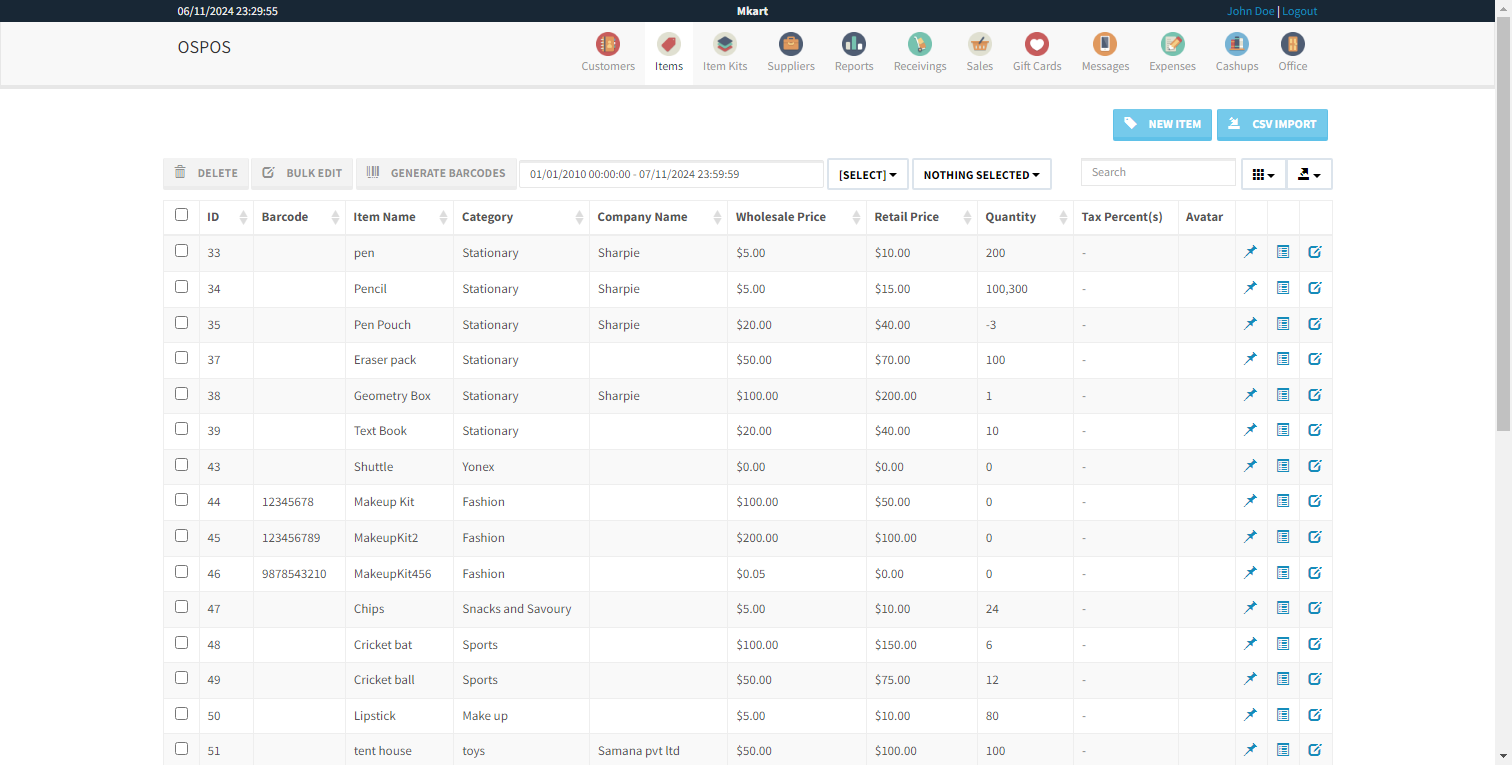 06/11/2024 23:29:55 Mkart John Doe | Logout
OSPOS
Customers Items Item Kits Suppliers Reports Receivings Sales Gift Cards Messages Expenses Cashups Office
NEW ITEM CSV IMPORT
DELETE BULK EDIT GENERATE BARCODES 01/01/2010 00:00:00 - 07/11/2024 23:59:59 [SELECT] NOTHING SELECTED Search
ID Barcode Item Name Category Company Name Wholesale Price Retail Price Quantity Tax Percent(s) Avatar
33 pen Stationary Sharpie $5.00 $10.00 200 -
34 Pencil Stationary Sharpie $5.00 $15.00 100,300 -
35 Pen Pouch Stationary Sharpie $20.00 $40.00 -3 -
37 Eraser pack Stationary $50.00 $70.00 100 -
38 Geometry Box Stationary Sharpie $100.00 $200.00 1 -
39 Text Book Stationary $20.00 $40.00 10 -
43 Shuttle Yonex $0.00 $0.00 0 -
44 12345678 Makeup Kit Fashion $100.00 $50.00 0 -
45 123456789 MakeupKit2 Fashion $200.00 $100.00 0 -
46 9878543210 MakeupKit456 Fashion $0.05 $0.00 0 -
47 Chips Snacks and Savoury $5.00 $10.00 24 -
48 Cricket bat Sports $100.00 $150.00 6 -
49 Cricket ball Sports $50.00 $75.00 12 -
50 Lipstick Make up $5.00 $10.00 80 -
51 tent house toys Samana pvt ltd $50.00 $100.00 100 -